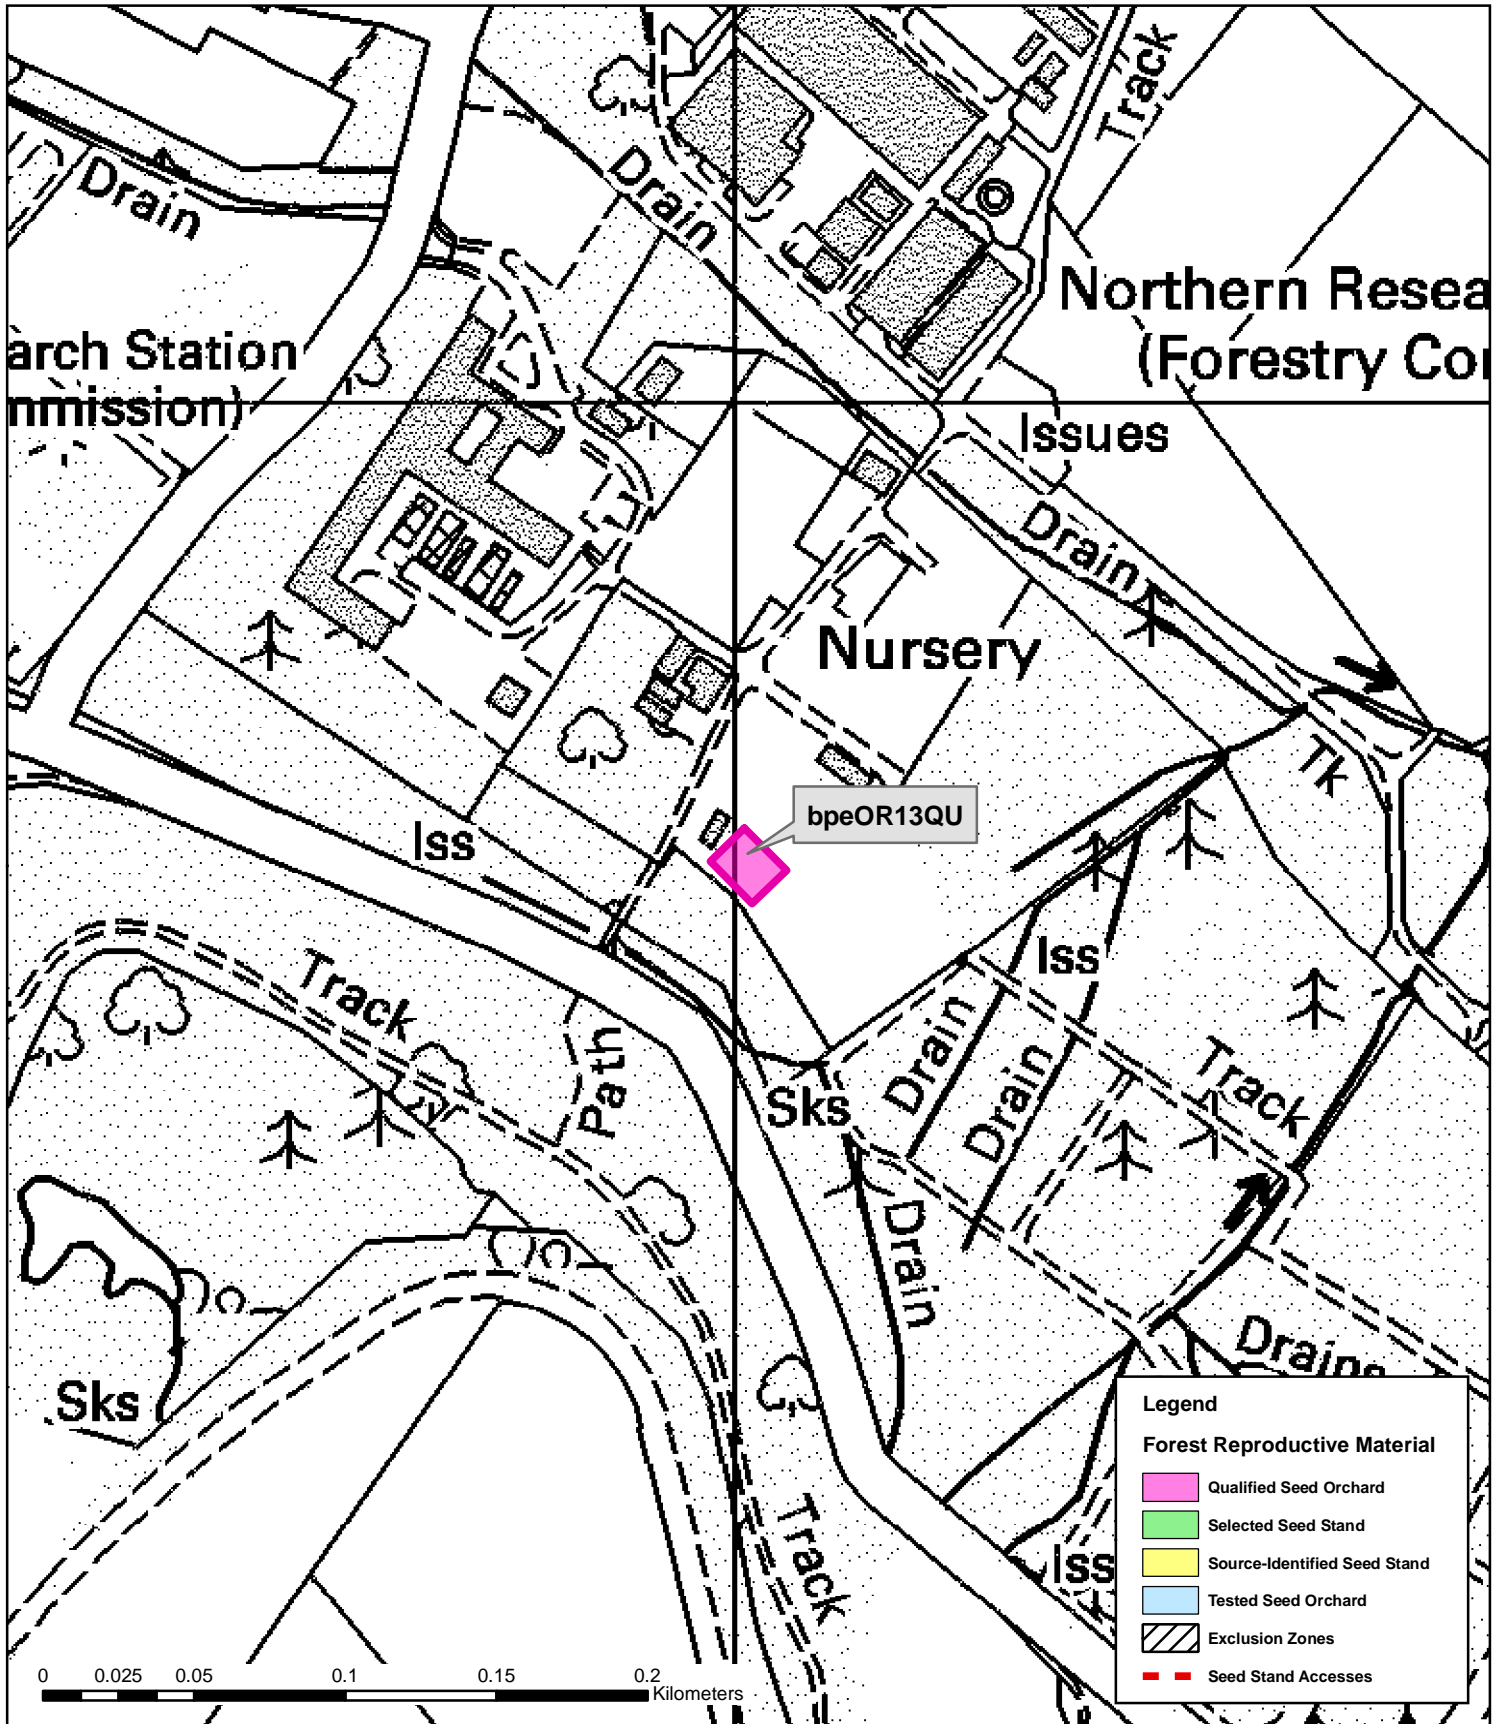 Track
Drain
Drain
Northern Resea
(Forestry Co
arch Station
mmission)
Issues
Drain
Nursery
Tk
bpeOR13QU
Iss
Iss
Track
Path
Drain
Drain
Sks
Track
Drain
Drains
Sks
Track
Iss
Legend
Forest Reproductive Material
Qualified Seed Orchard
Selected Seed Stand
Source-Identified Seed Stand
Tested Seed Orchard
Exclusion Zones
Seed Stand Accesses
0 0.025 0.05 0.1 0.15 0.2
Kilometers